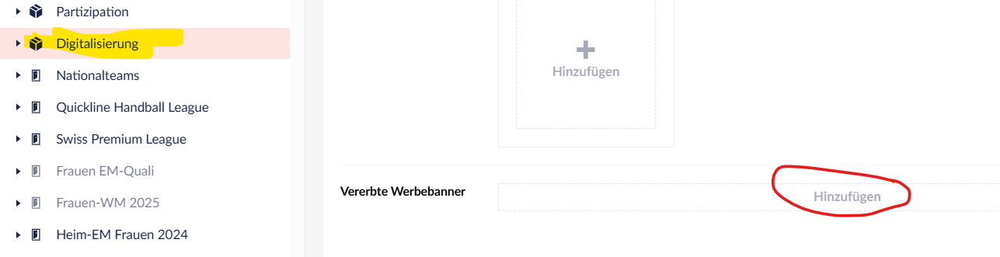 Partizipation
Digitalisierung
Nationalteams
Quickline Handball League
Swiss Premium League
Frauen EM-Quali
Frauen-WM 2025
Heim-EM Frauen 2024
Hinzufügen
Vererbte Werbebanner
Hinzufügen